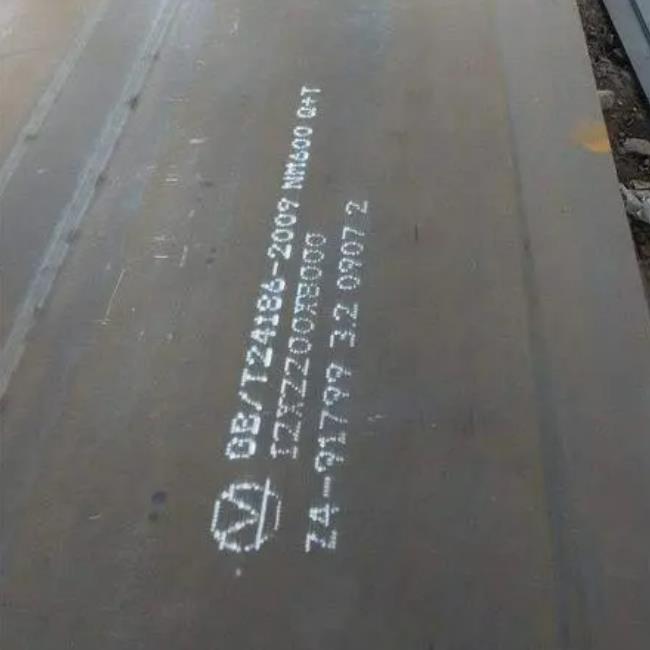 GB/T24186-2009 NM600 Q+T
12X2200X8000
ZA-91799 3.2 0907 2